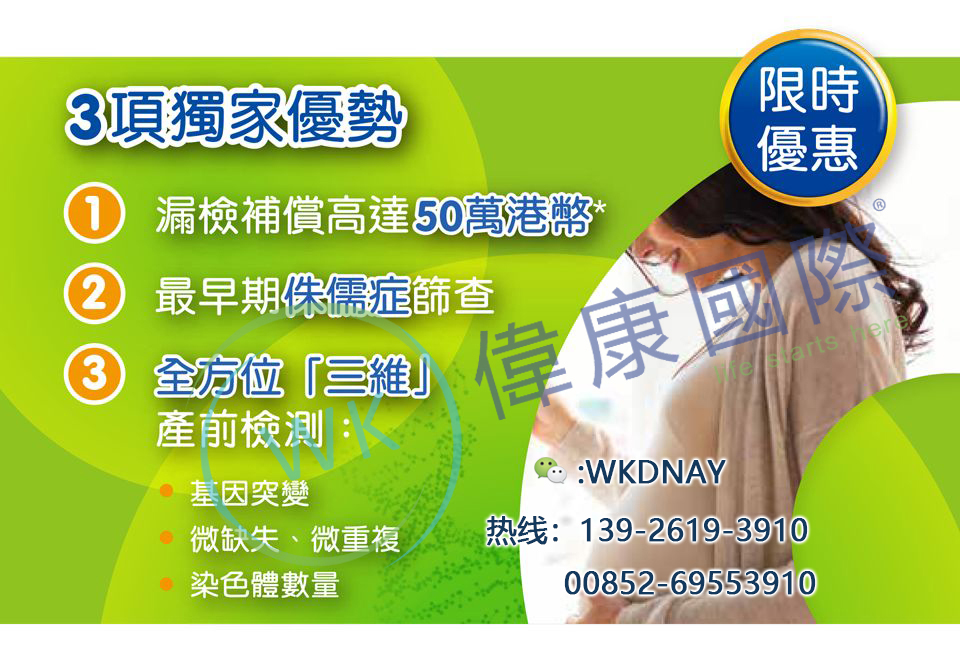 限時
優惠
3項獨家優勢
1 漏檢補償高達50萬港幣*
2 最早期侏儒症篩查
3 全方位「三維」
產前檢測：
• 基因突變
• 微缺失、微重複
• 染色體數量
WK 偉康國際®
life starts here
:WKDNAY
热线：139-2619-3910
00852-69553910